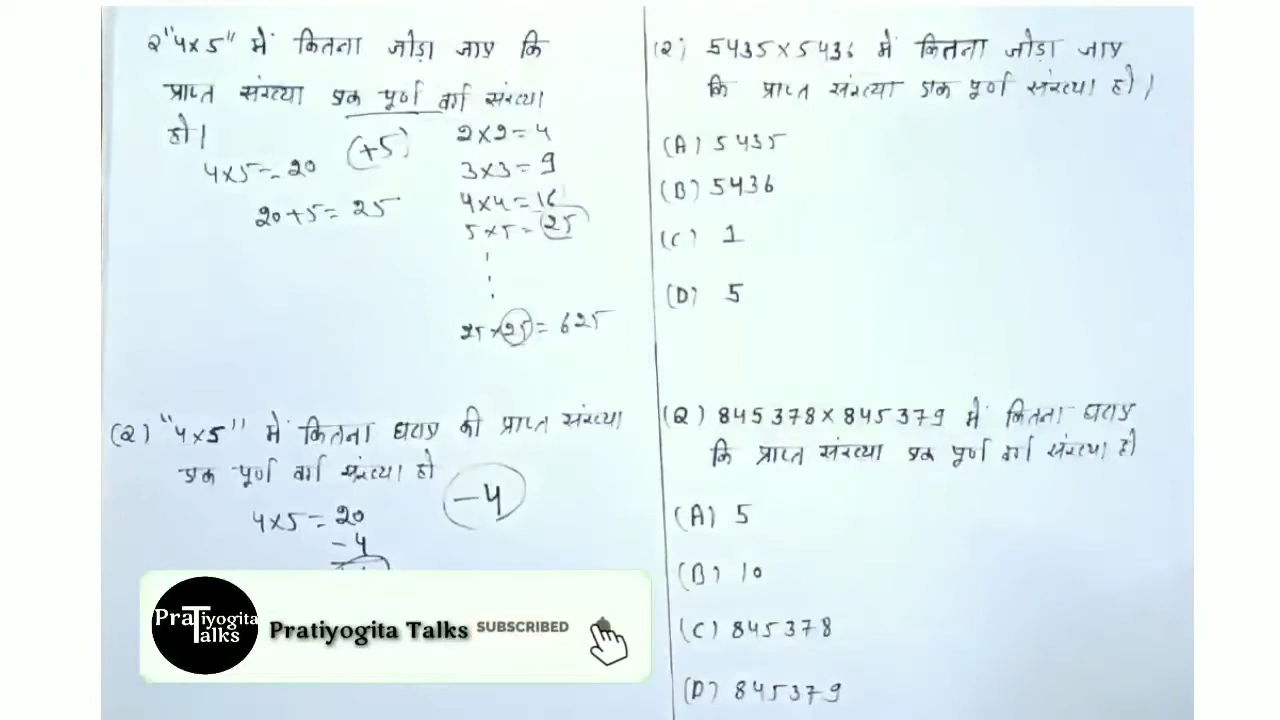 Q "4×5" में कितना जोड़ा जाए कि
प्राप्त संख्या एक पूर्ण वर्ग संख्या
हो।
(+5)
4×5=20
20+5=25
2×2=4
3×3=9
4×4=16
5×5=25
25×25=625
(Q) "4×5" में कितना घटाए की प्राप्त संख्या
एक पूर्ण वर्ग संख्या हो
-4
4×5=20
-4
(Q) 5435×5436 में कितना जोड़ा जाए
कि प्राप्त संख्या एक पूर्ण संख्या हो।
(A) 5435
(B) 5436
(C) 1
(D) 5
(Q) 845378×845379 में कितना घटाए
कि प्राप्त संख्या एक पूर्ण वर्ग संख्या हो
(A) 5
(B) 10
(C) 845378
(D) 845379
PraTiyogita
Talks
Pratiyogita Talks SUBSCRIBED